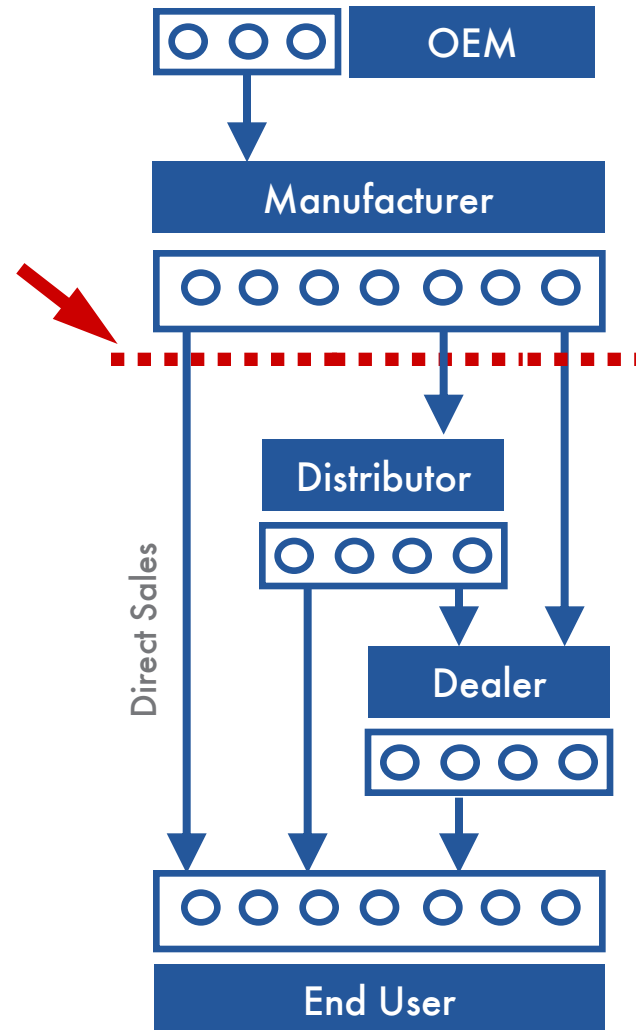 OEM
Manufacturer
Distributor
Direct Sales
Dealer
End User